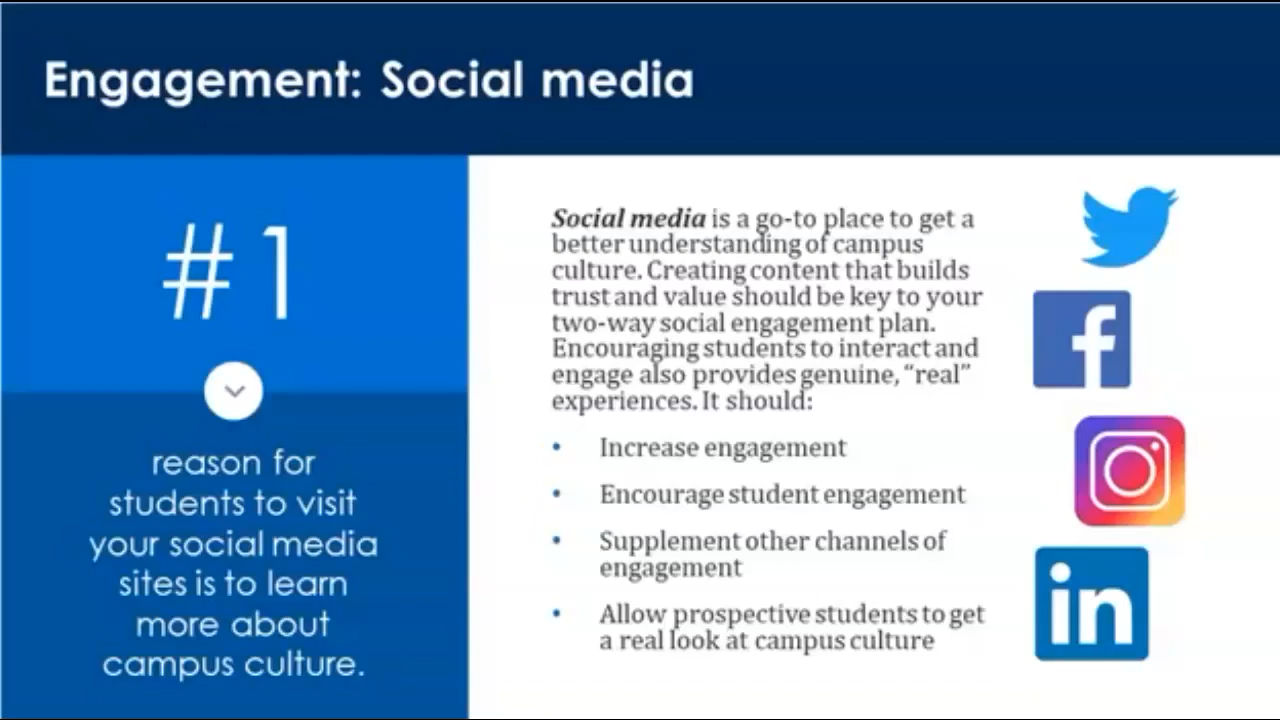 Engagement: Social media
#1
reason for
students to visit
your social media
sites is to learn
more about
campus culture.
Social media is a go-to place to get a
better understanding of campus
culture. Creating content that builds
trust and value should be key to your
two-way social engagement plan.
Encouraging students to interact and
engage also provides genuine, “real”
experiences. It should:
• Increase engagement
• Encourage student engagement
• Supplement other channels of
engagement
• Allow prospective students to get
a real look at campus culture
f
in